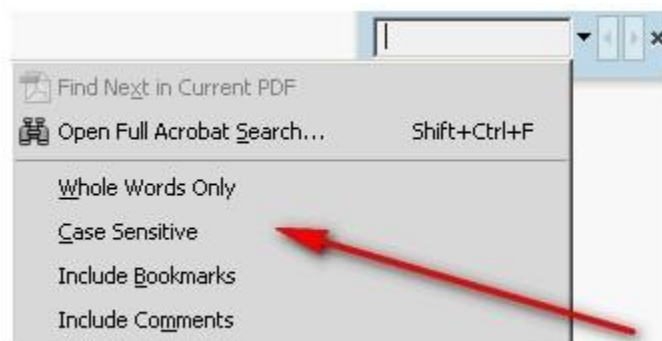 Find Next in Current PDF
Open Full Acrobat Search... Shift+Ctrl+F
Whole Words Only
Case Sensitive
Include Bookmarks
Include Comments